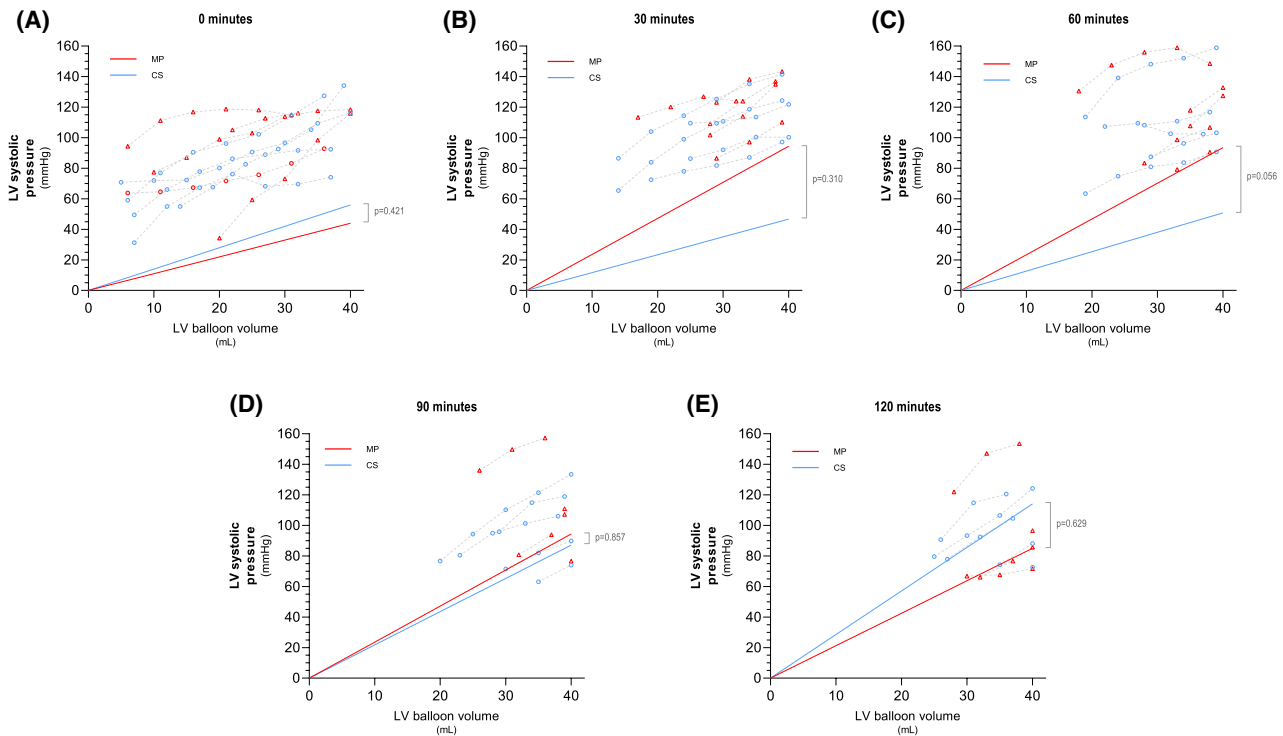 (A)
0 minutes
160
140
120
100
80
60
40
20
0
LV systolic
pressure
(mmHg)
MP
CS
p=0.421
0
10
20
30
40
LV balloon volume
(mL)
(B)
30 minutes
160
140
120
100
80
60
40
20
0
LV systolic
pressure
(mmHg)
MP
CS
p=0.310
0
10
20
30
40
LV balloon volume
(mL)
(C)
60 minutes
160
140
120
100
80
60
40
20
0
LV systolic
pressure
(mmHg)
MP
CS
p=0.056
0
10
20
30
40
LV balloon volume
(mL)
(D)
90 minutes
160
140
120
100
80
60
40
20
0
LV systolic
pressure
(mmHg)
MP
CS
p=0.857
0
10
20
30
40
LV balloon volume
(mL)
(E)
120 minutes
160
140
120
100
80
60
40
20
0
LV systolic
pressure
(mmHg)
MP
CS
p=0.629
0
10
20
30
40
LV balloon volume
(mL)